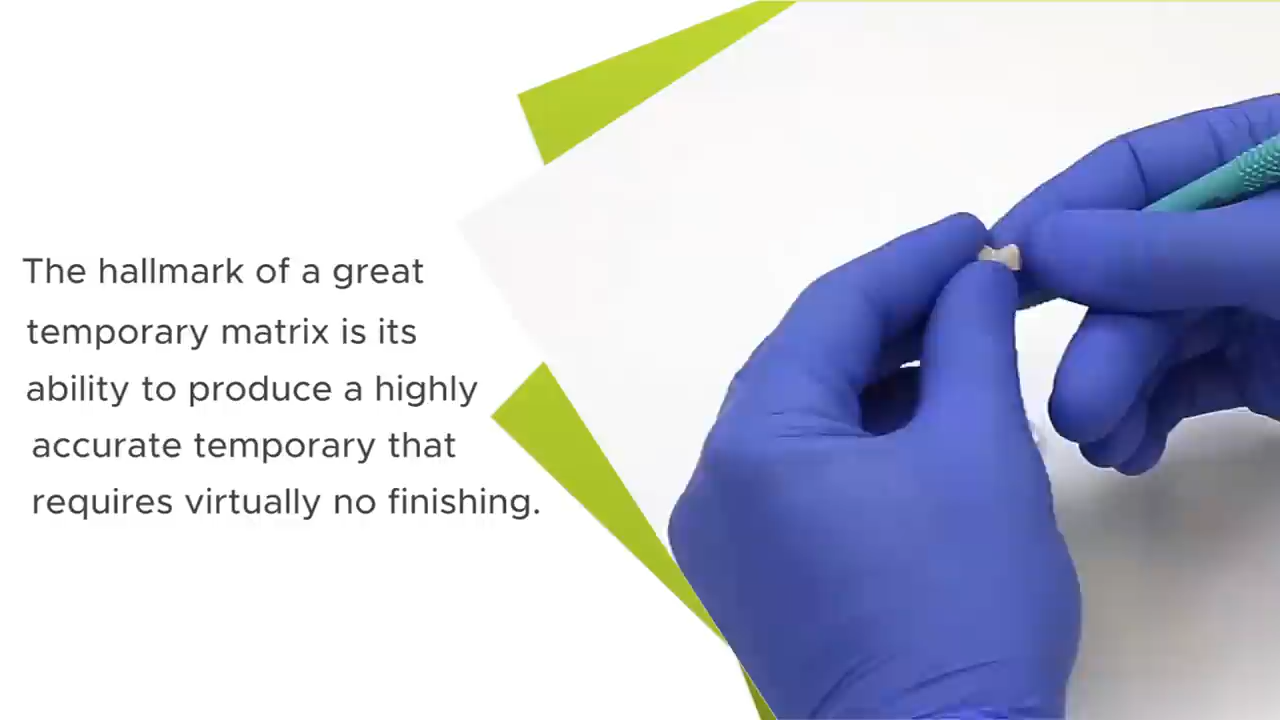 The hallmark of a great
temporary matrix is its
ability to produce a highly
accurate temporary that
requires virtually no finishing.